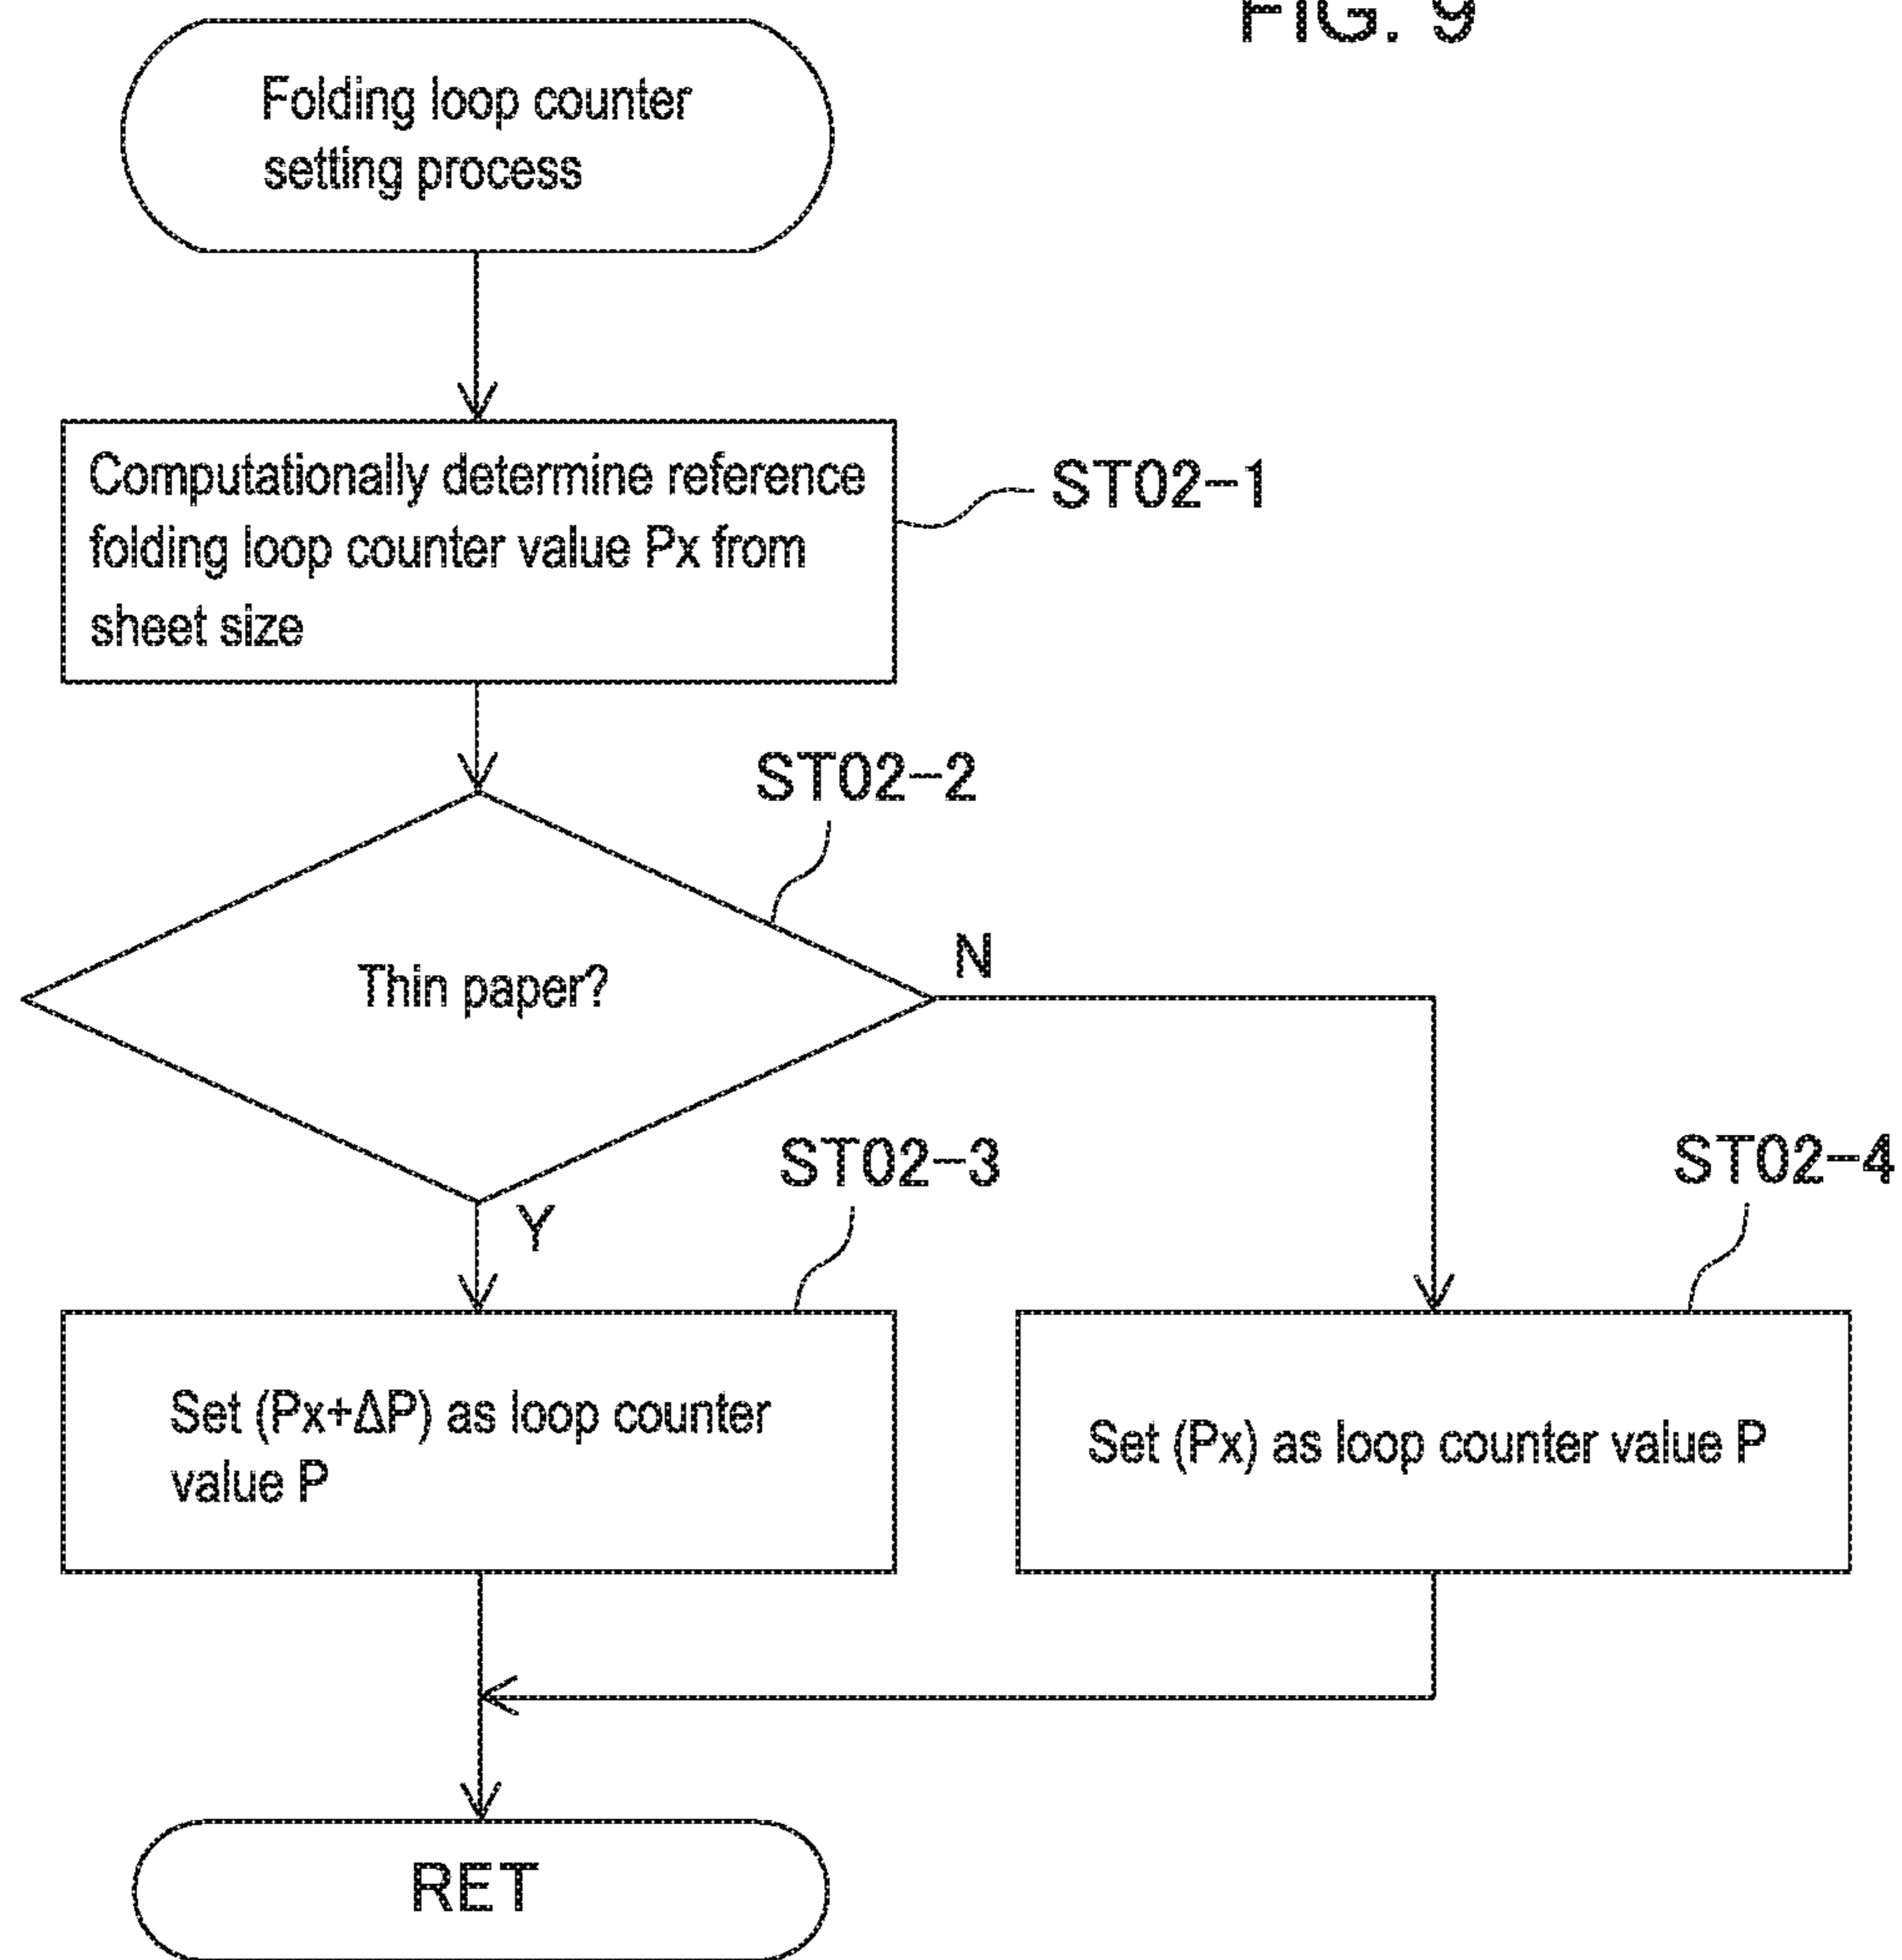 FIG. 9
Folding loop counter
setting process
Computationally determine reference
folding loop counter value Px from
sheet size
ST02-1
ST02-2
Thin paper?
N
Y
ST02-3
ST02-4
Set (Px+ΔP) as loop counter
value P
Set (Px) as loop counter value P
RET